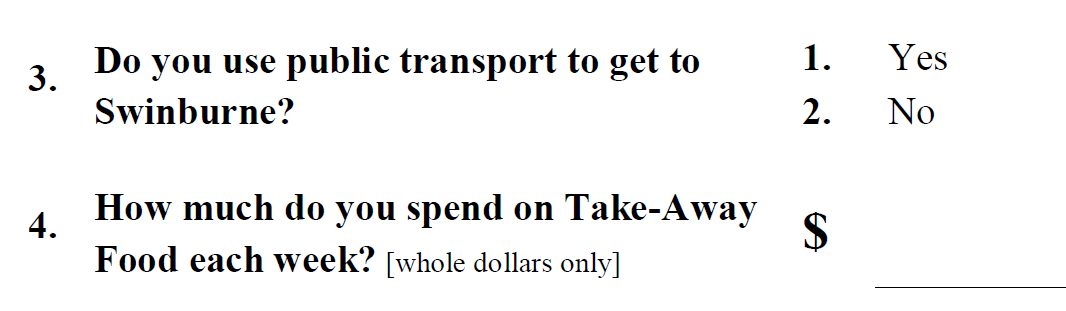 3. Do you use public transport to get to
Swinburne?
1. Yes
2. No
4. How much do you spend on Take-Away
Food each week? [whole dollars only]
$